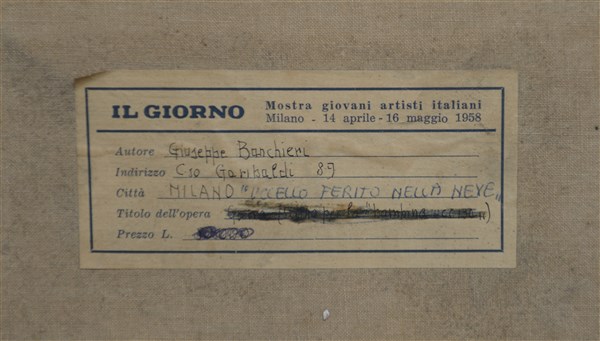 IL GIORNO Mostra giovani artisti italiani
Milano - 14 aprile - 16 maggio 1958
Autore Giuseppe Banchieri
Indirizzo C so Garibaldi 89
Città MILANO "UCCELLO FERITO NELLA NEVE"
Titolo dell'opera
Prezzo L.